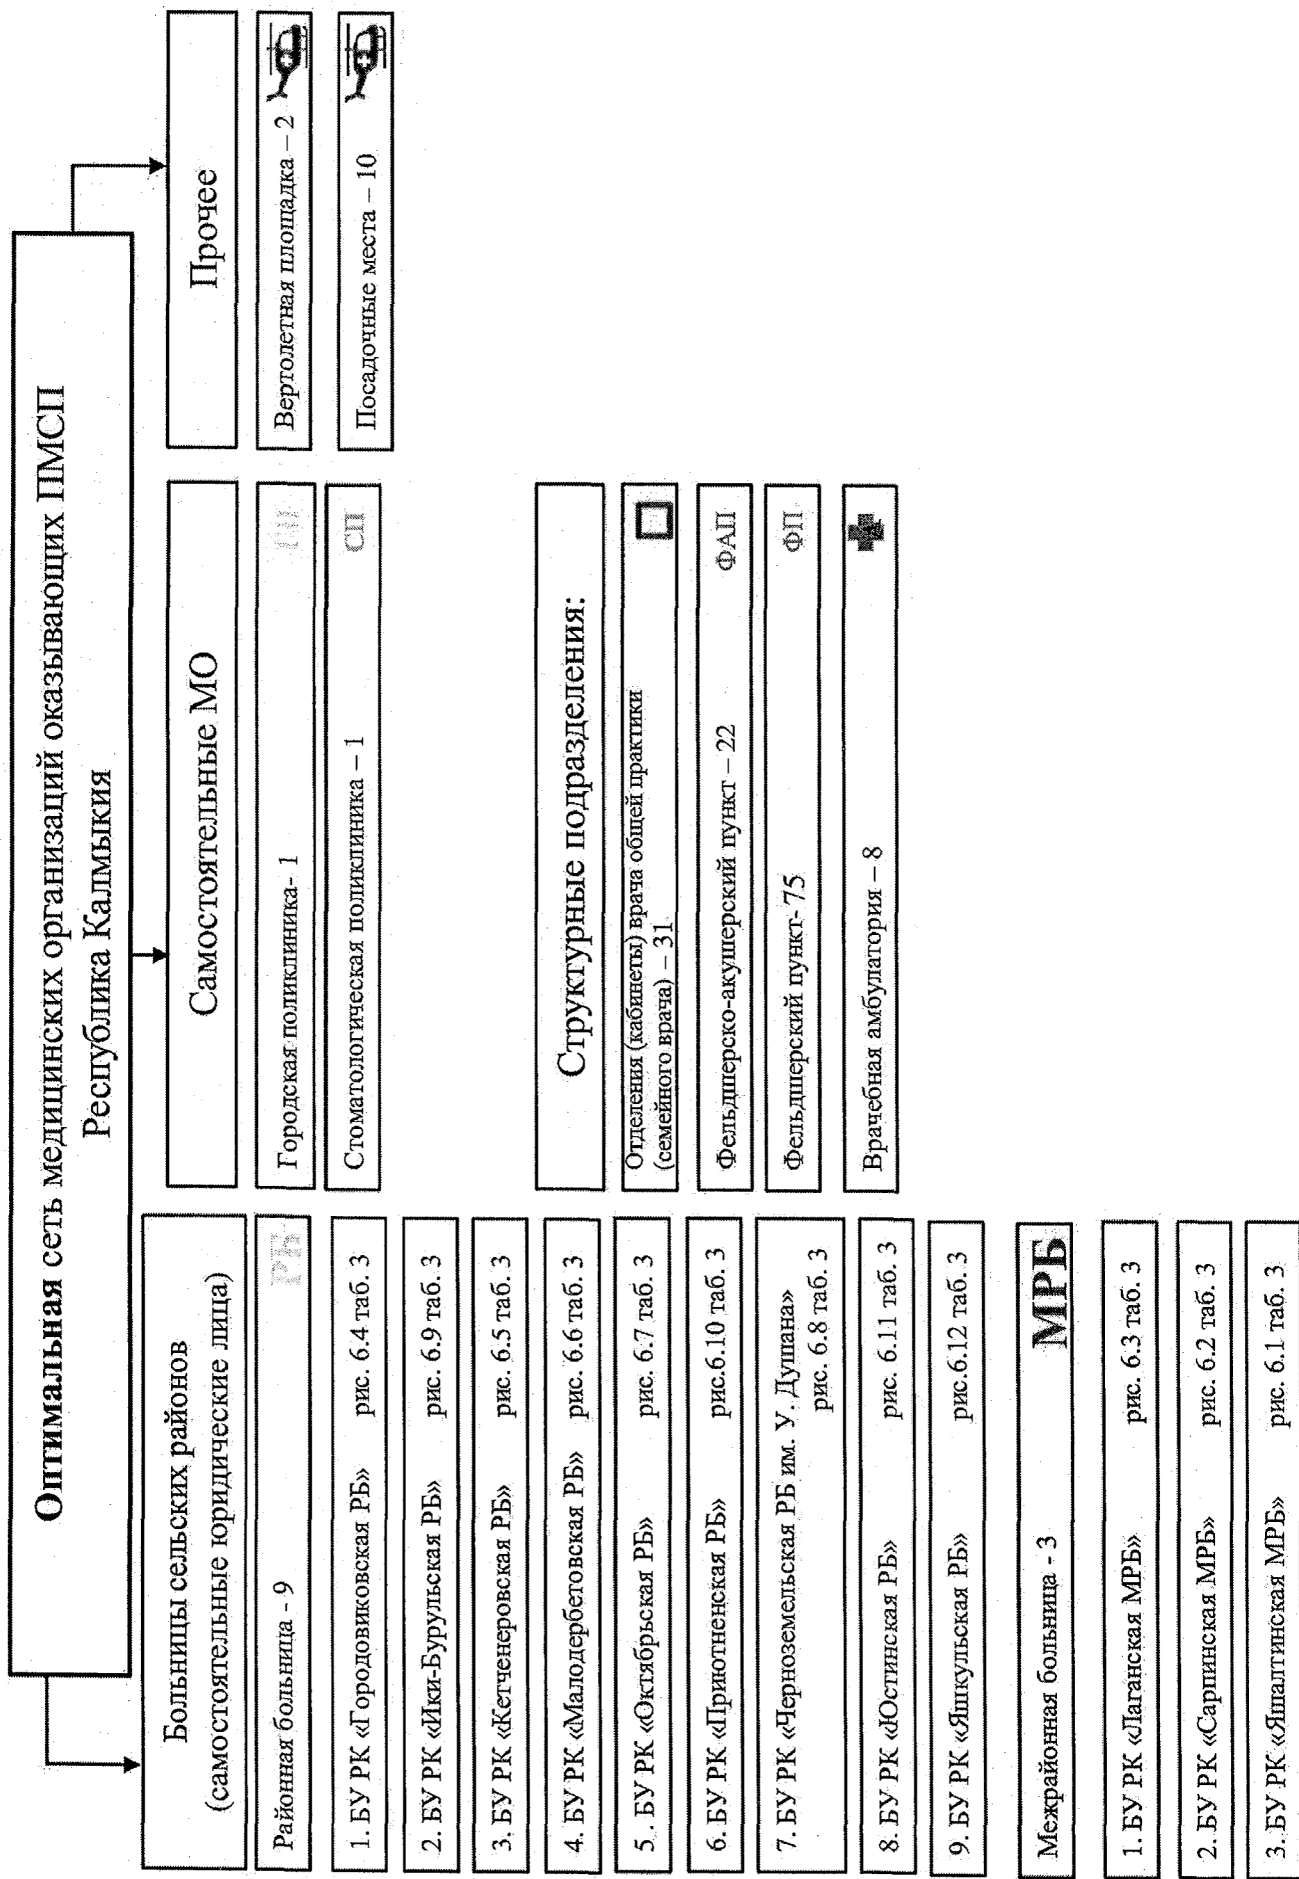 Оптимальная сеть медицинских организаций оказывающих ПМСП
Республика Калмыкия
Больницы сельских районов
(самостоятельные юридические лица)
Районная больница - 9 РБ
1. БУ РК «Городовиковская РБ» рис. 6.4 таб. 3
2. БУ РК «Ики-Бурульская РБ» рис. 6.9 таб. 3
3. БУ РК «Кетченеровская РБ» рис. 6.5 таб. 3
4. БУ РК «Малодербетовская РБ» рис. 6.6 таб. 3
5. БУ РК «Октябрьская РБ» рис. 6.7 таб. 3
6. БУ РК «Приютненская РБ» рис.6.10 таб. 3
7. БУ РК «Черноземельская РБ им. У. Душана»
рис. 6.8 таб. 3
8. БУ РК «Юстинская РБ» рис. 6.11 таб. 3
9. БУ РК «Яшкульская РБ» рис.6.12 таб. 3
Межрайонная больница - 3 МРБ
1. БУ РК «Лаганская МРБ» рис. 6.3 таб. 3
2. БУ РК «Сарпинская МРБ» рис. 6.2 таб. 3
3. БУ РК «Яшалтинская МРБ» рис. 6.1 таб. 3
Самостоятельные МО
Городская поликлиника- 1 ГП
Стоматологическая поликлиника – 1 СП
Структурные подразделения:
Отделения (кабинеты) врача общей практики
(семейного врача) – 31
Фельдшерско-акушерский пункт – 22 ФАП
Фельдшерский пункт- 75 ФП
Врачебная амбулатория – 8
Прочее
Вертолетная площадка – 2
Посадочные места – 10